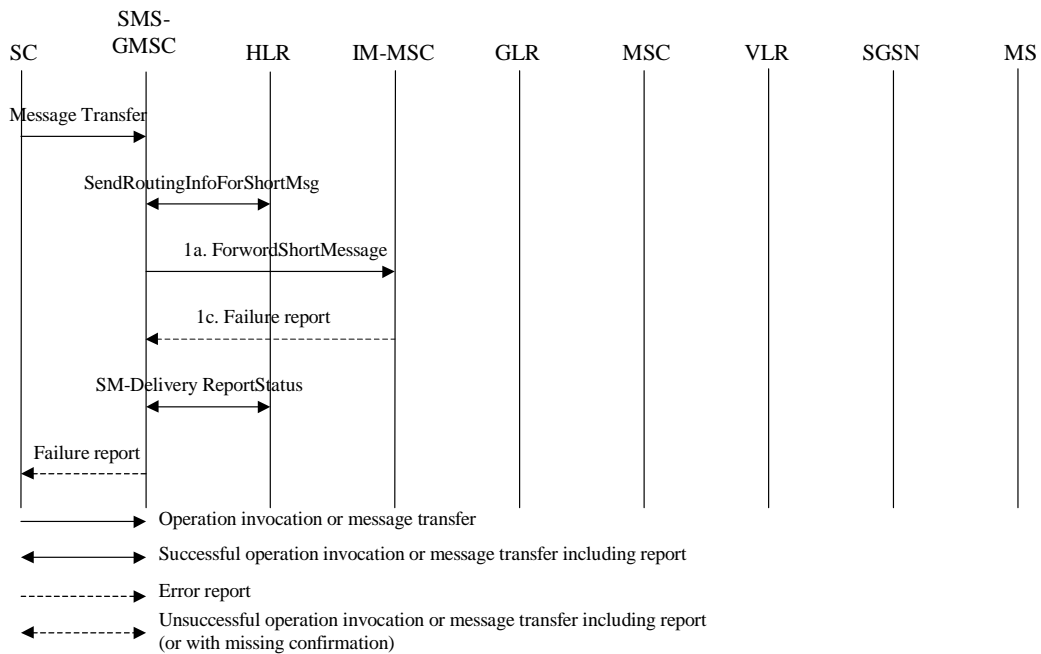 SMS-
GMSC
SC
HLR
IM-MSC
GLR
MSC
VLR
SGSN
MS
Message Transfer
SendRoutingInfoForShortMsg
1a. ForwordShortMessage
1c. Failure report
SM-Delivery ReportStatus
Failure report
Operation invocation or message transfer
Successful operation invocation or message transfer including report
Error report
Unsuccessful operation invocation or message transfer including report
(or with missing confirmation)